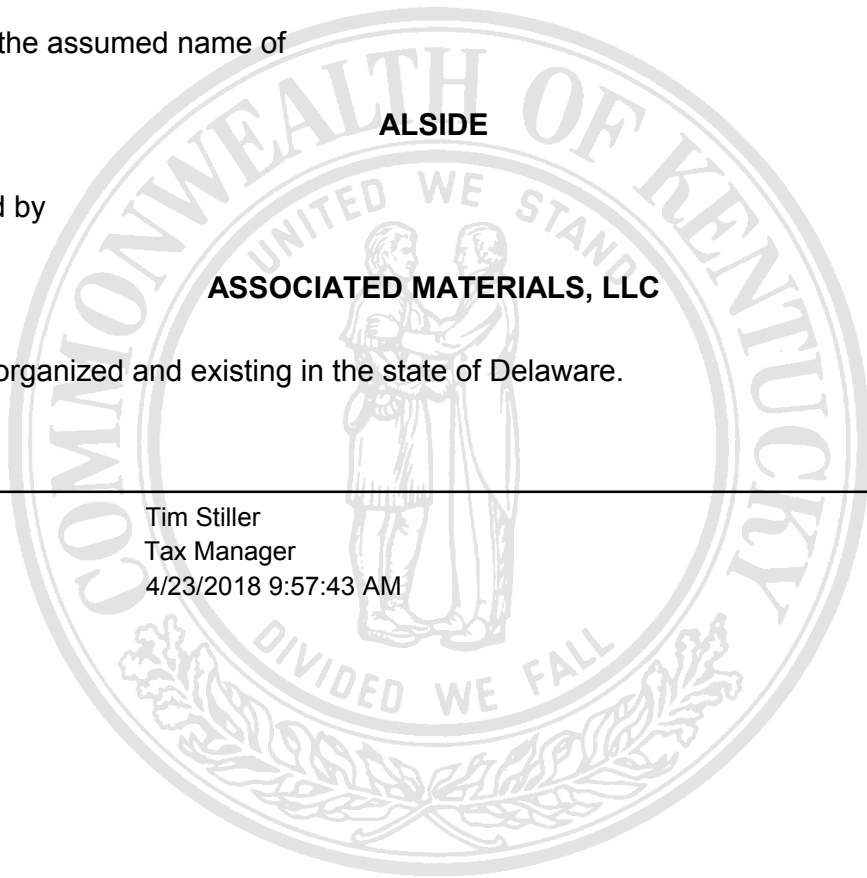 the assumed name of
ALSIDE
d by
ASSOCIATED MATERIALS, LLC
organized and existing in the state of Delaware.
Tim Stiller
Tax Manager
4/23/2018 9:57:43 AM
COMMONWEALTH OF KENTUCKY
UNITED WE STAND
DIVIDED WE FALL